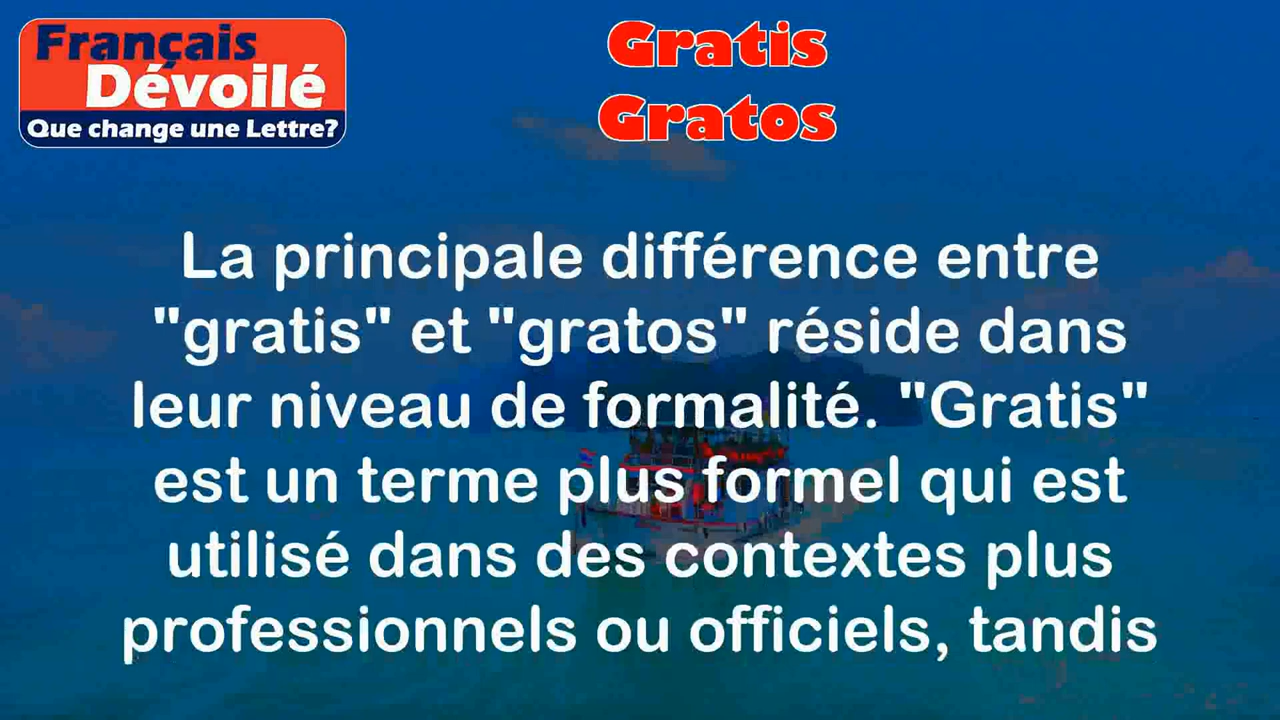 Français
Dévoilé
Que change une Lettre?
Gratis
Gratos
La principale différence entre
"gratis" et "gratos" réside dans
leur niveau de formalité. "Gratis"
est un terme plus formel qui est
utilisé dans des contextes plus
professionnels ou officiels, tandis